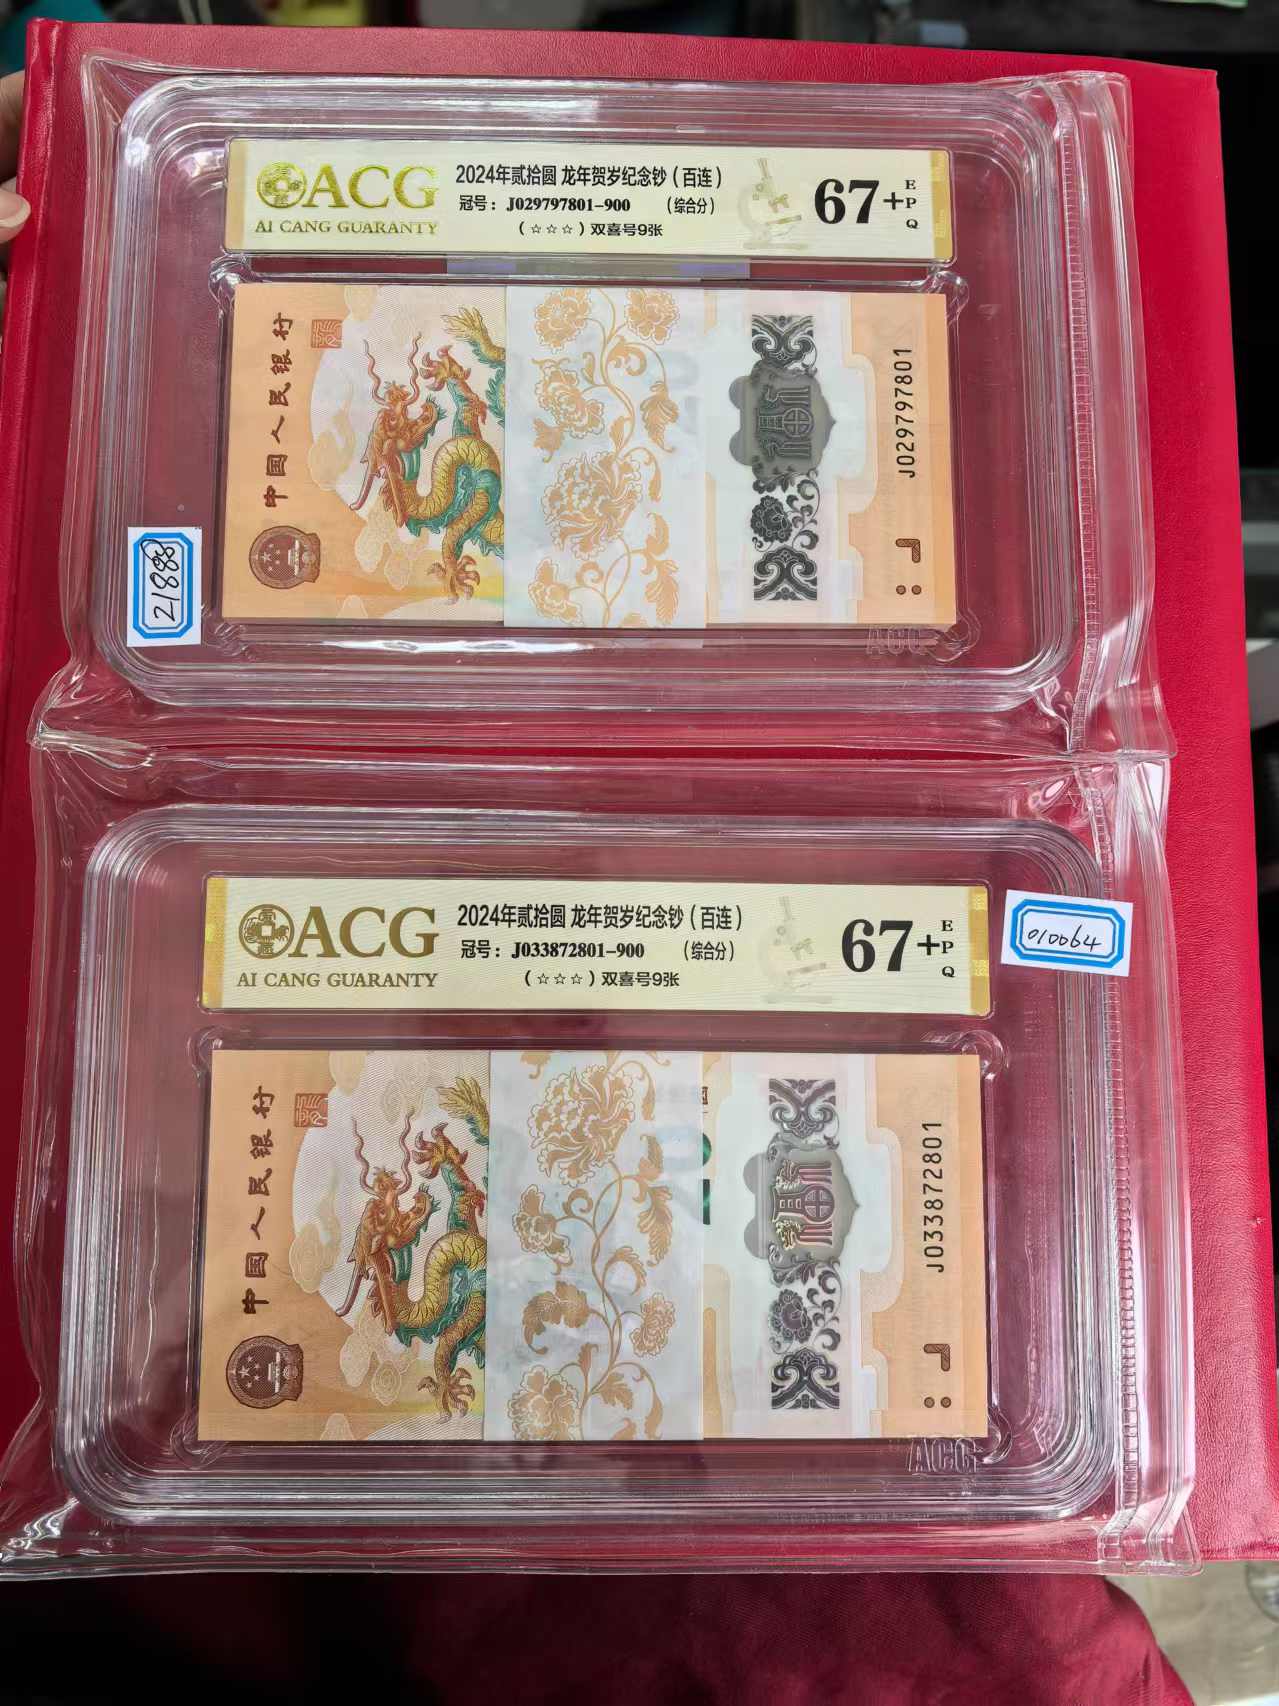 ACG
AI CANG GUARANTY
2024年贰拾圆 龙年贺岁纪念钞（百连）
冠号：J029797801-900 （综合分）
（☆☆☆）双喜号9张
67+
EPQ
中国人民银行
J029797801
21888
ACG
ACG
AI CANG GUARANTY
2024年贰拾圆 龙年贺岁纪念钞（百连）
冠号：J033872801-900 （综合分）
（☆☆☆）双喜号9张
67+
EPQ
010064
中国人民银行
J033872801
ACG